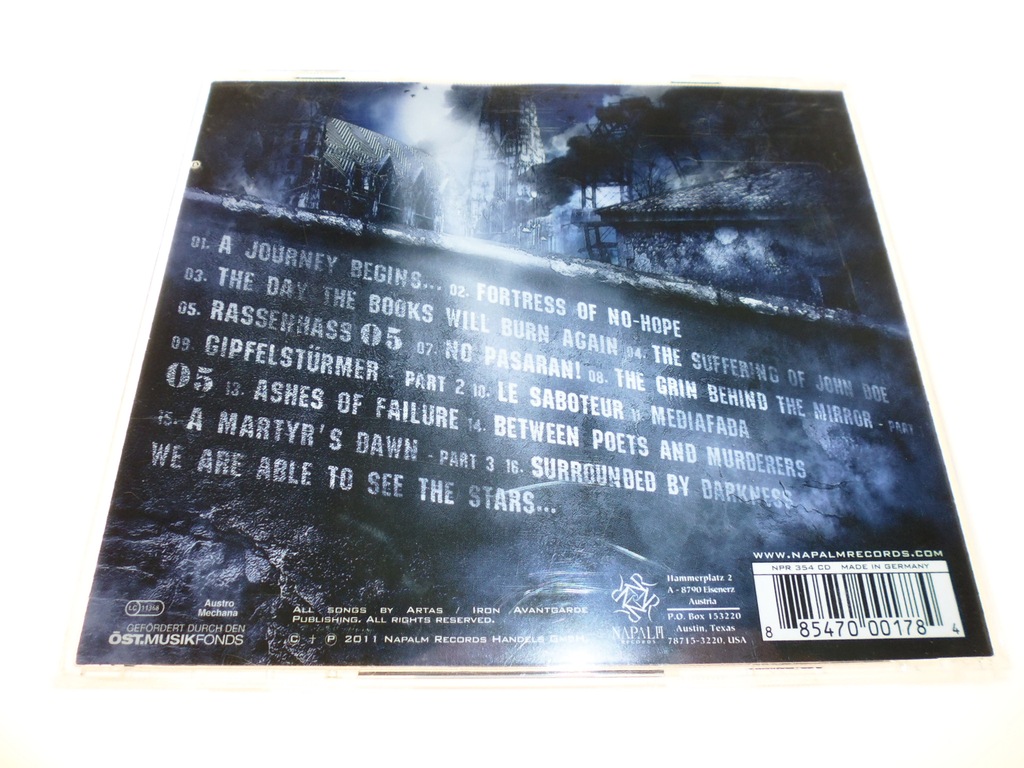 01. A JOURNEY BEGINS... 02. FORTRESS OF NO-HOPE
03. THE DAY THE BOOKS WILL BURN AGAIN 04. THE SUFFERING OF JOHN DOE
05. RASSENHASS 05 07. NO PASARAN! 08. THE GRIN BEHIND THE MIRROR - PART
09. GIPFELSTÜRMER - PART 2 10. LE SABOTEUR 11. MEDIAFADA
05 13. ASHES OF FAILURE 14. BETWEEN POETS AND MURDERERS
15. A MARTYR'S DAWN - PART 3 16. SURROUNDED BY DARKNESS
WE ARE ABLE TO SEE THE STARS...
WWW.NAPALMRECORDS.COM
NPR 354 CD MADE IN GERMANY
8 85470 00178 4
LC 11348
Austro
Mechana
GEFÖRDERT DURCH DEN
ÖST.MUSIKFONDS
ALL SONGS BY ARTAS / IRON AVANTGARDE
PUBLISHING. ALL RIGHTS RESERVED.
© + ℗ 2011 NAPALM RECORDS HANDELS GMBH.
NAPALM
RECORDS
Hammerplatz 2
A - 8790 Eisenerz
Austria
P.O. Box 153220
Austin, Texas
78715-3220, USA